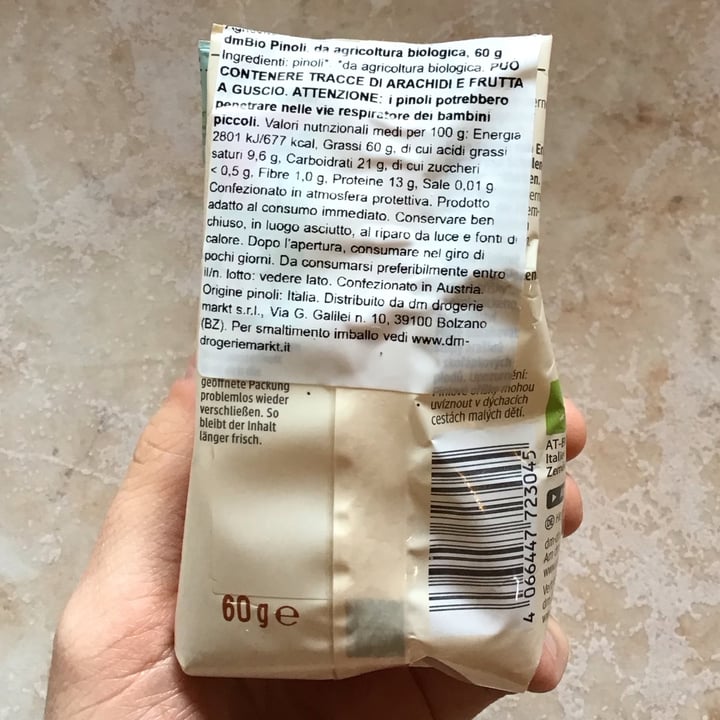 dmBio Pinoli, da agricoltura biologica, 60 g
Ingredienti: pinoli*. *da agricoltura biologica. PUÒ
CONTENERE TRACCE DI ARACHIDI E FRUTTA
A GUSCIO. ATTENZIONE: i pinoli potrebbero
penetrare nelle vie respiratore dei bambini
piccoli. Valori nutrizionali medi per 100 g: Energia
2801 kJ/677 kcal, Grassi 60 g, di cui acidi grassi
saturi 9,6 g, Carboidrati 21 g, di cui zuccheri
< 0,5 g, Fibre 1,0 g, Proteine 13 g, Sale 0,01 g
Confezionato in atmosfera protettiva. Prodotto
adatto al consumo immediato. Conservare ben
chiuso, in luogo asciutto, al riparo da luce e fonti di
calore. Dopo l'apertura, consumare nel giro di
pochi giorni. Da consumarsi preferibilmente entro
il/n. lotto: vedere lato. Confezionato in Austria.
Origine pinoli: Italia. Distribuito da dm drogerie
markt s.r.l., Via G. Galilei n. 10, 39100 Bolzano
(BZ). Per smaltimento imballo vedi www.dm-
drogeriemarkt.it
geöffnete Packung
problemlos wieder
verschließen. So
bleibt der Inhalt
länger frisch.
mohou
uvíznout v dýchacích
cestách malých dětí.
60 g e
4 066447 723045
AT-B